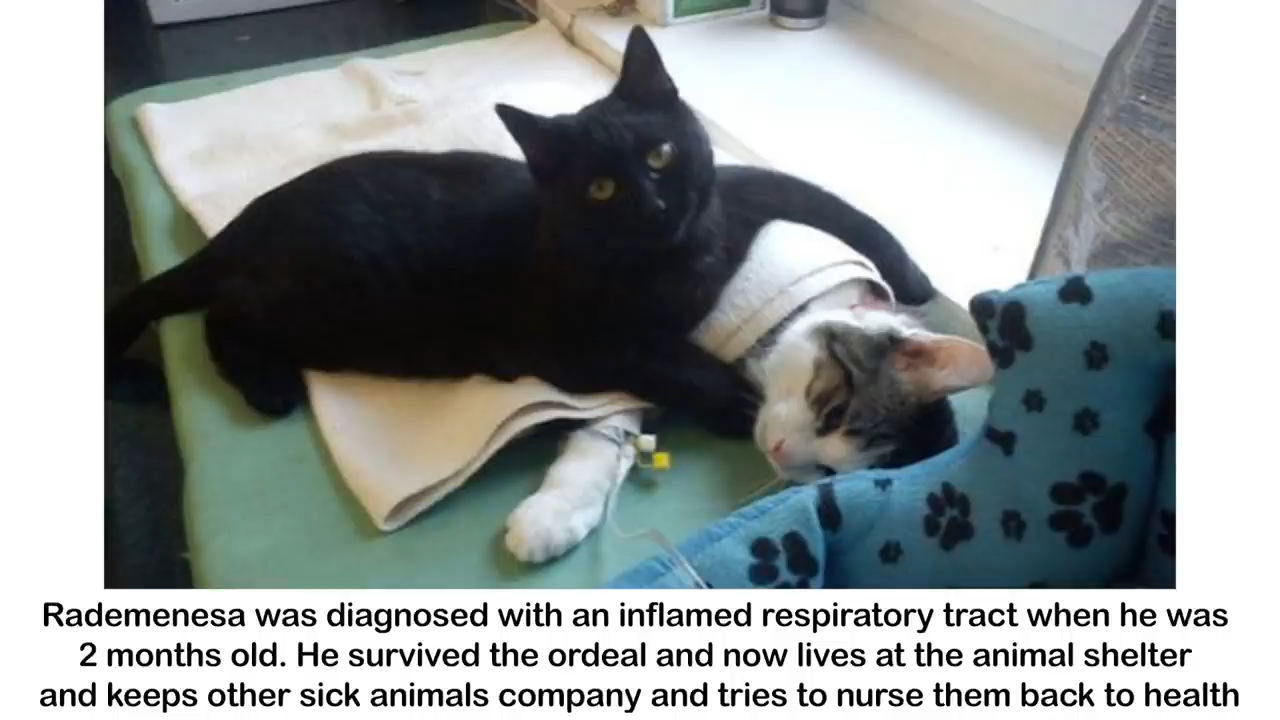 Rademenesa was diagnosed with an inflamed respiratory tract when he was
2 months old. He survived the ordeal and now lives at the animal shelter
and keeps other sick animals company and tries to nurse them back to health